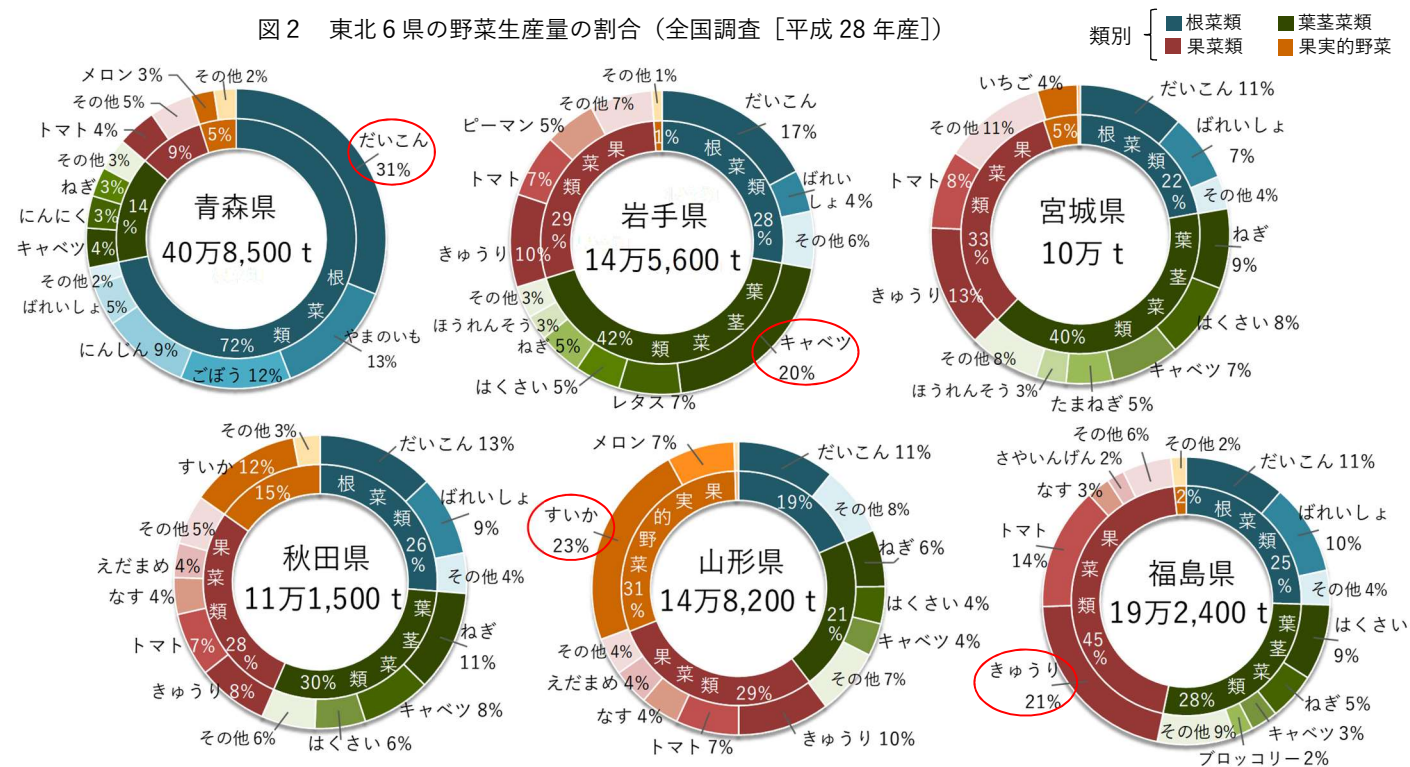 図２ 東北６県の野菜生産量の割合（全国調査［平成 28 年産］）
類別
根菜類
葉茎菜類
果菜類
果実的野菜
青森県
40万8,500 t
だいこん
31%
やまのいも
13%
ごぼう 12%
にんじん 9%
ばれいしょ 5%
その他 2%
キャベツ 4%
にんにく 3%
ねぎ 3%
その他 3%
トマト 4%
その他 5%
メロン 3%
その他 2%
根菜類
72%
14
%
9%
5%
岩手県
14万5,600 t
だいこん
17%
ばれい
しょ 4%
その他 6%
キャベツ
20%
レタス 7%
はくさい 5%
ねぎ 5%
ほうれんそう 3%
その他 3%
きゅうり 10%
トマト 7%
ピーマン 5%
その他 7%
その他 1%
根菜類
28
%
葉茎菜類
42%
果菜類
29
%
1%
宮城県
10万 t
だいこん 11%
ばれいしょ
7%
その他 4%
ねぎ
9%
はくさい 8%
キャベツ 7%
たまねぎ 5%
ほうれんそう 3%
その他 8%
きゅうり 13%
トマト 8%
その他 11%
いちご 4%
根菜類
22
%
葉茎菜類
40%
果菜類
33
%
5%
秋田県
11万1,500 t
だいこん 13%
ばれいしょ
9%
その他 4%
ねぎ
11%
キャベツ 8%
はくさい 6%
その他 6%
きゅうり 8%
トマト 7%
なす 4%
えだまめ 4%
その他 5%
すいか 12%
その他 3%
根菜類
26
%
葉茎菜類
30%
果菜類
28
%
15%
山形県
14万8,200 t
だいこん 11%
その他 8%
ねぎ 6%
はくさい 4%
キャベツ 4%
その他 7%
きゅうり 10%
トマト 7%
なす 4%
えだまめ 4%
その他 4%
すいか
23%
メロン 7%
19%
21
%
果菜類
29%
果実的野菜
31
%
福島県
19万2,400 t
だいこん 11%
ばれいしょ
10%
その他 4%
はくさい
9%
ねぎ 5%
キャベツ 3%
ブロッコリー 2%
その他 9%
きゅうり
21%
トマト
14%
なす 3%
さやいんげん 2%
その他 6%
その他 2%
根菜類
25
%
葉茎菜類
28%
果菜類
45
%
2%